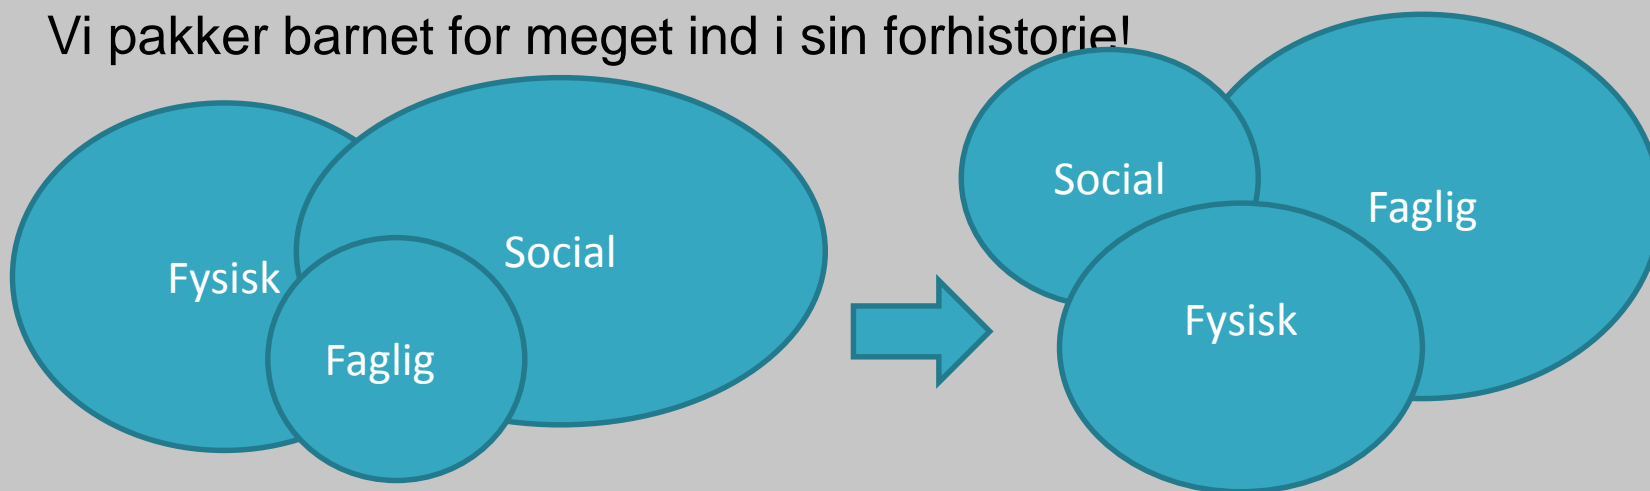 Vi pakker barnet for meget ind i sin forhistorie!
Fysisk
Social
Faglig
Social
Faglig
Fysisk